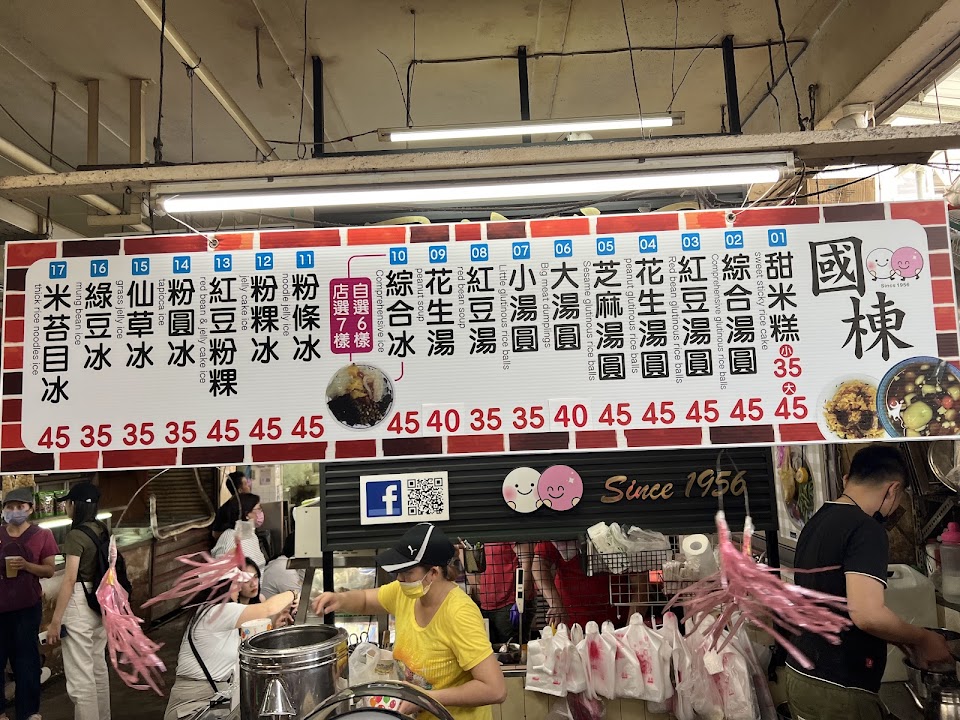 國棟
Since 1956
01
甜米糕
sweet sticky rice cake
小
35
大
45
02
綜合湯圓
Comprehensive glutinous rice balls
45
03
紅豆湯圓
red bean glutinous rice balls
45
04
花生湯圓
peanut glutinous rice balls
45
05
芝麻湯圓
Sesame glutinous rice balls
45
06
大湯圓
Big meat dumplings
40
07
小湯圓
Little glutinous rice balls
35
08
紅豆湯
red bean soup
35
09
花生湯
peanut soup
40
10
綜合冰
Comprehensive ice
45
自選6樣
店選7樣
11
粉條冰
noodle jelly ice
45
12
粉粿冰
jelly cake ice
45
13
紅豆粉粿
red bean & jelly cake ice
45
14
粉圓冰
tapioca ice
35
15
仙草冰
grass jelly ice
35
16
綠豆冰
mung bean ice
35
17
米苔目冰
thick rice noodles ice
45
f
Since 1956